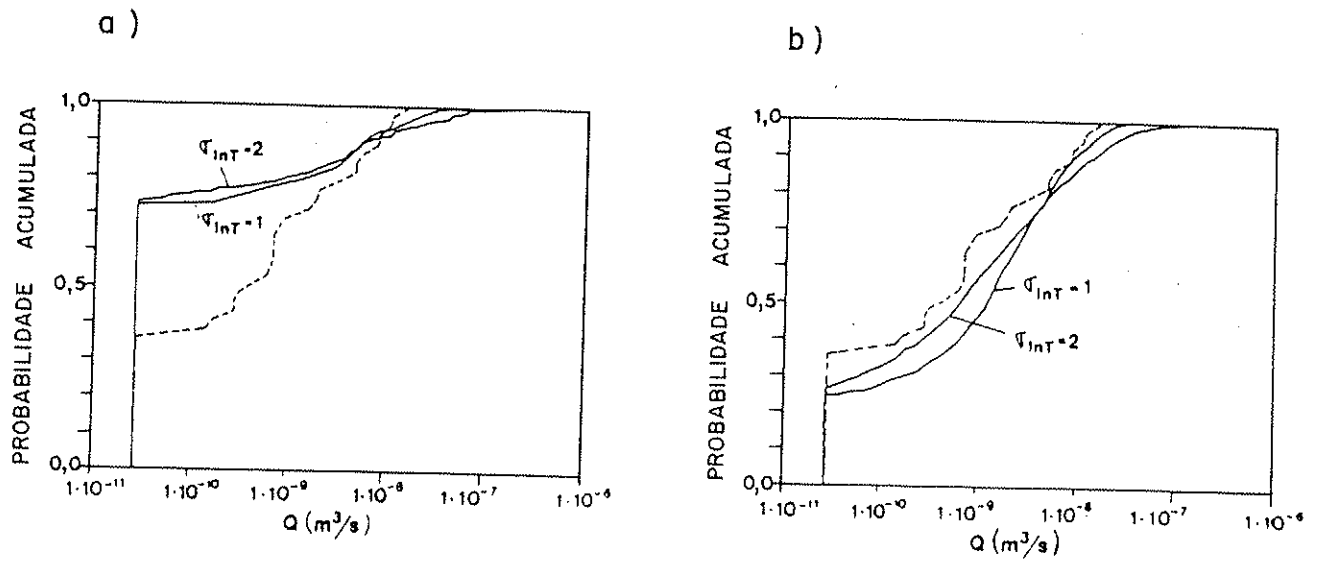 a )
PROBABILIDADE ACUMULADA
1,0
0,5
0,0
σlnT = 2
σlnT = 1
1·10⁻¹¹ 1·10⁻¹⁰ 1·10⁻⁹ 1·10⁻⁸ 1·10⁻⁷ 1·10⁻⁶
Q (m³/s)
b )
PROBABILIDADE ACUMULADA
1,0
0,5
0,0
σlnT = 1
σlnT = 2
1·10⁻¹¹ 1·10⁻¹⁰ 1·10⁻⁹ 1·10⁻⁸ 1·10⁻⁷ 1·10⁻⁶
Q (m³/s)